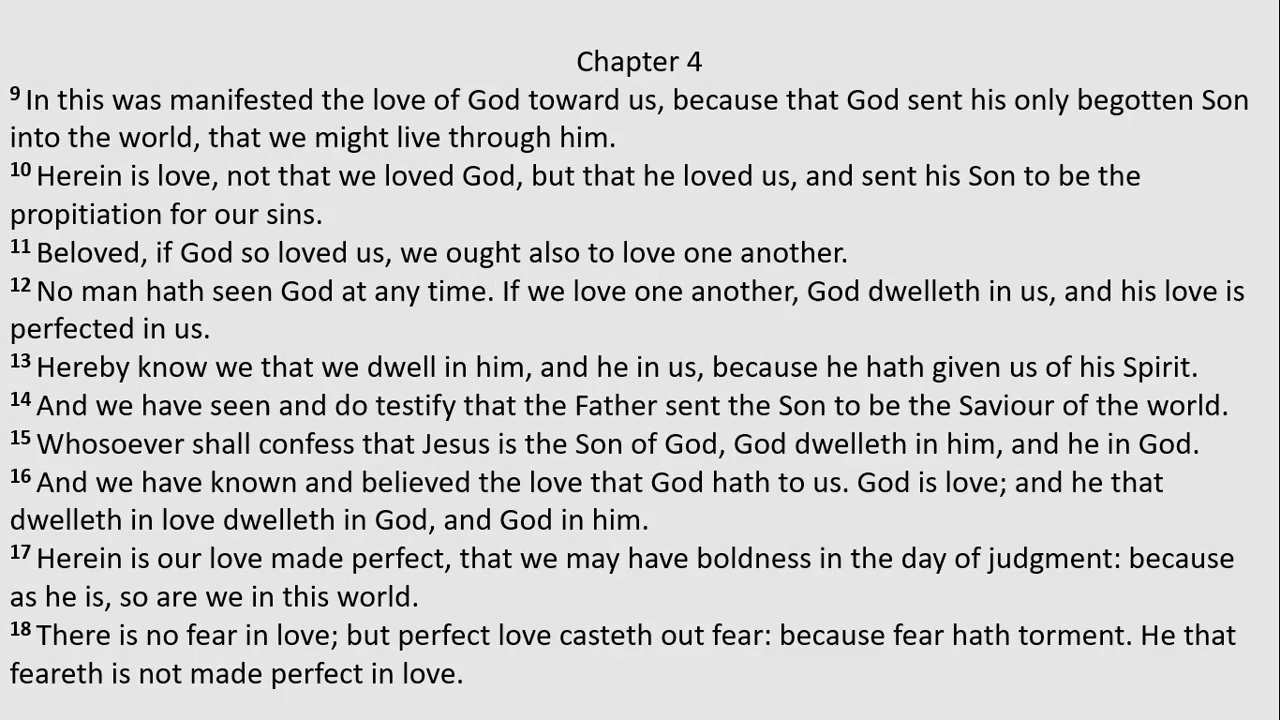 Chapter 4
9 In this was manifested the love of God toward us, because that God sent his only begotten Son
into the world, that we might live through him.
10 Herein is love, not that we loved God, but that he loved us, and sent his Son to be the
propitiation for our sins.
11 Beloved, if God so loved us, we ought also to love one another.
12 No man hath seen God at any time. If we love one another, God dwelleth in us, and his love is
perfected in us.
13 Hereby know we that we dwell in him, and he in us, because he hath given us of his Spirit.
14 And we have seen and do testify that the Father sent the Son to be the Saviour of the world.
15 Whosoever shall confess that Jesus is the Son of God, God dwelleth in him, and he in God.
16 And we have known and believed the love that God hath to us. God is love; and he that
dwelleth in love dwelleth in God, and God in him.
17 Herein is our love made perfect, that we may have boldness in the day of judgment: because
as he is, so are we in this world.
18 There is no fear in love; but perfect love casteth out fear: because fear hath torment. He that
feareth is not made perfect in love.